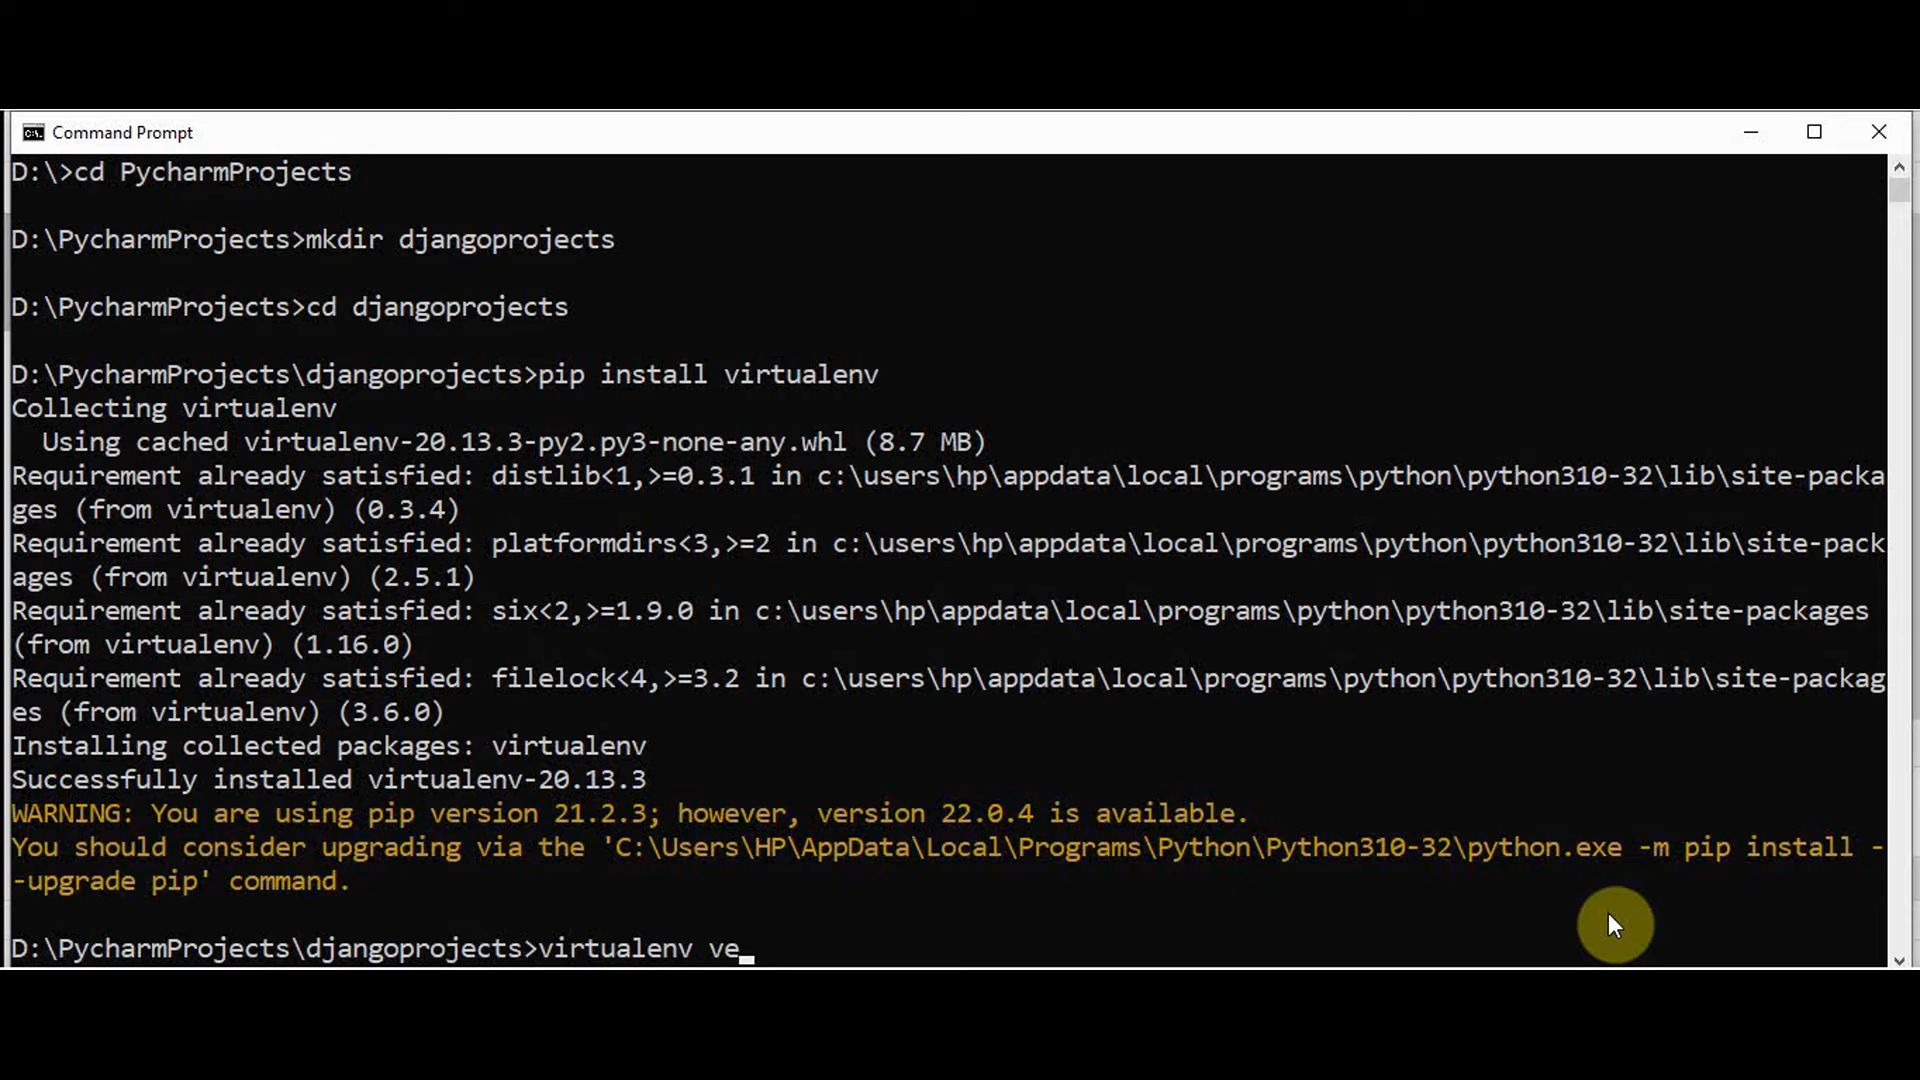 Command Prompt
D:\>cd PycharmProjects
D:\PycharmProjects>mkdir djangoprojects
D:\PycharmProjects>cd djangoprojects
D:\PycharmProjects\djangoprojects>pip install virtualenv
Collecting virtualenv
  Using cached virtualenv-20.13.3-py2.py3-none-any.whl (8.7 MB)
Requirement already satisfied: distlib<1,>=0.3.1 in c:\users\hp\appdata\local\programs\python\python310-32\lib\site-packa
ges (from virtualenv) (0.3.4)
Requirement already satisfied: platformdirs<3,>=2 in c:\users\hp\appdata\local\programs\python\python310-32\lib\site-pack
ages (from virtualenv) (2.5.1)
Requirement already satisfied: six<2,>=1.9.0 in c:\users\hp\appdata\local\programs\python\python310-32\lib\site-packages
(from virtualenv) (1.16.0)
Requirement already satisfied: filelock<4,>=3.2 in c:\users\hp\appdata\local\programs\python\python310-32\lib\site-packag
es (from virtualenv) (3.6.0)
Installing collected packages: virtualenv
Successfully installed virtualenv-20.13.3
WARNING: You are using pip version 21.2.3; however, version 22.0.4 is available.
You should consider upgrading via the 'C:\Users\HP\AppData\Local\Programs\Python\Python310-32\python.exe -m pip install -
-upgrade pip' command.
D:\PycharmProjects\djangoprojects>virtualenv ve_